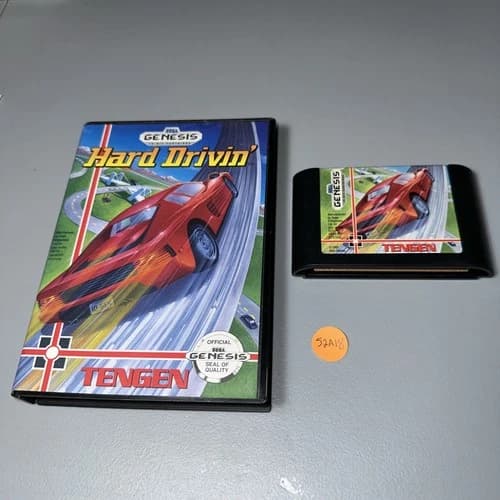 SEGA
GENESIS
Hard Drivin'
OFFICIAL
SEGA
GENESIS
SEAL OF
QUALITY
TENGEN
GENESIS
TENGEN
52A18